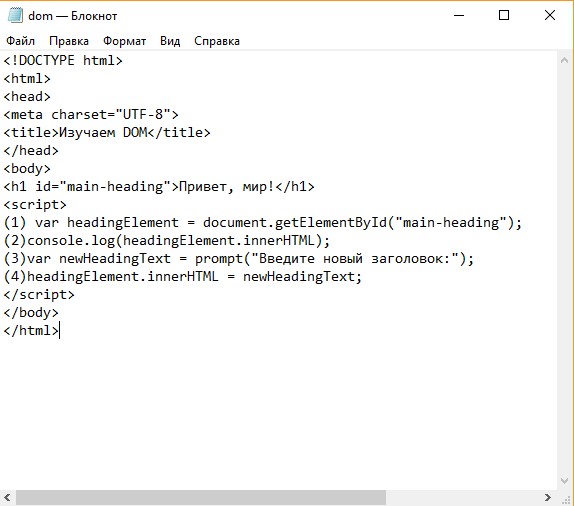 dom — Блокнот
Файл Правка Формат Вид Справка
<!DOCTYPE html>
<html>
<head>
<meta charset="UTF-8">
<title>Изучаем DOM</title>
</head>
<body>
<h1 id="main-heading">Привет, мир!</h1>
<script>
(1) var headingElement = document.getElementById("main-heading");
(2)console.log(headingElement.innerHTML);
(3)var newHeadingText = prompt("Введите новый заголовок:");
(4)headingElement.innerHTML = newHeadingText;
</script>
</body>
</html>